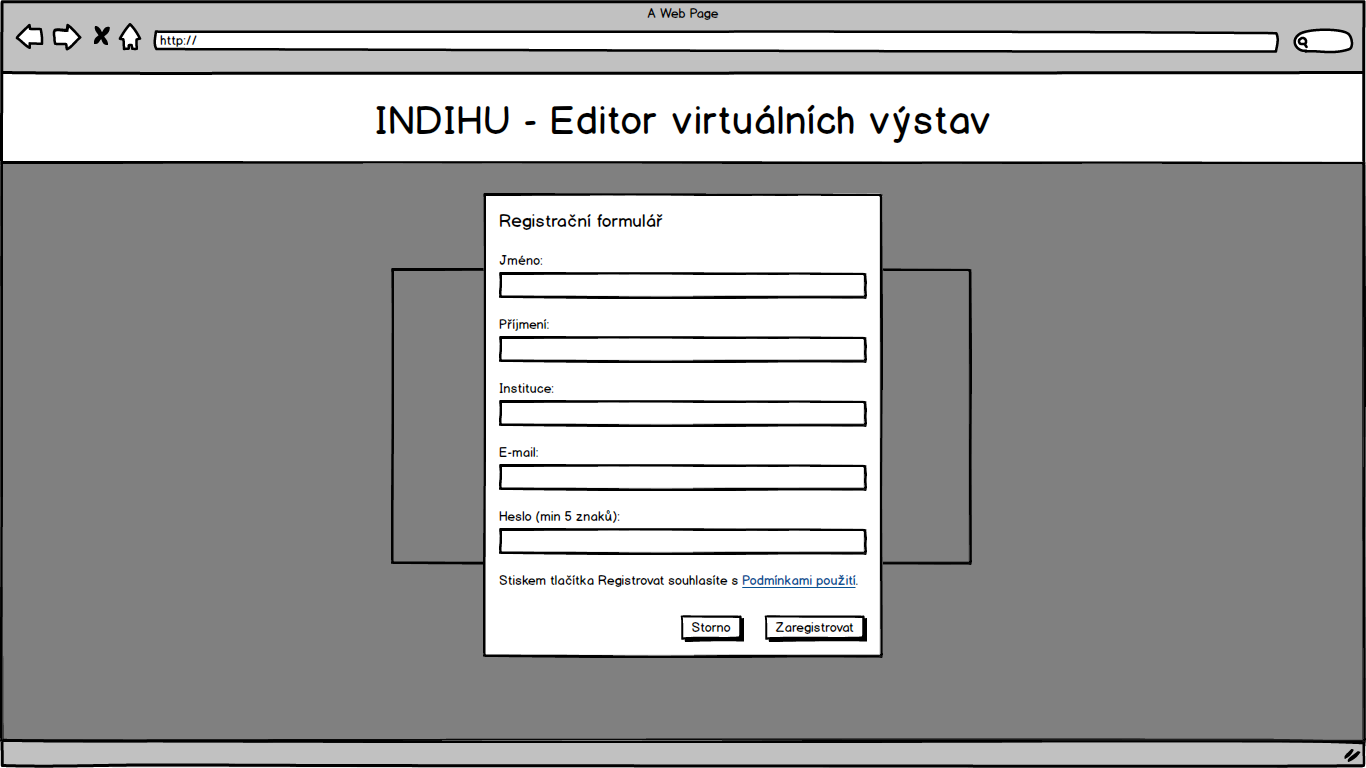 A Web Page
http://
INDIHU - Editor virtuálních výstav
Registrační formulář
Jméno:
Příjmení:
Instituce:
E-mail:
Heslo (min 5 znaků):
Stiskem tlačítka Registrovat souhlasíte s Podmínkami použití.
Storno Zaregistrovat